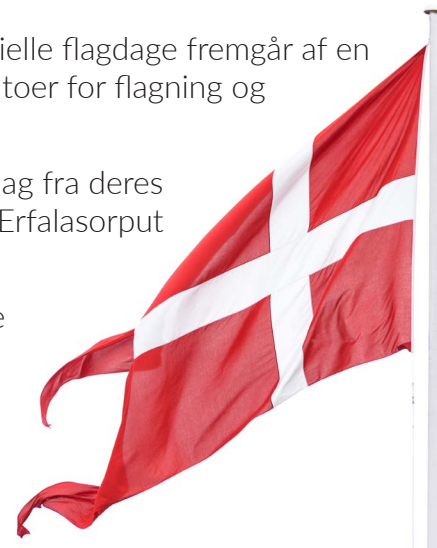 ielle flagdage fremgår af en
toer for flagning og
ag fra deres
Erfalasorput
e